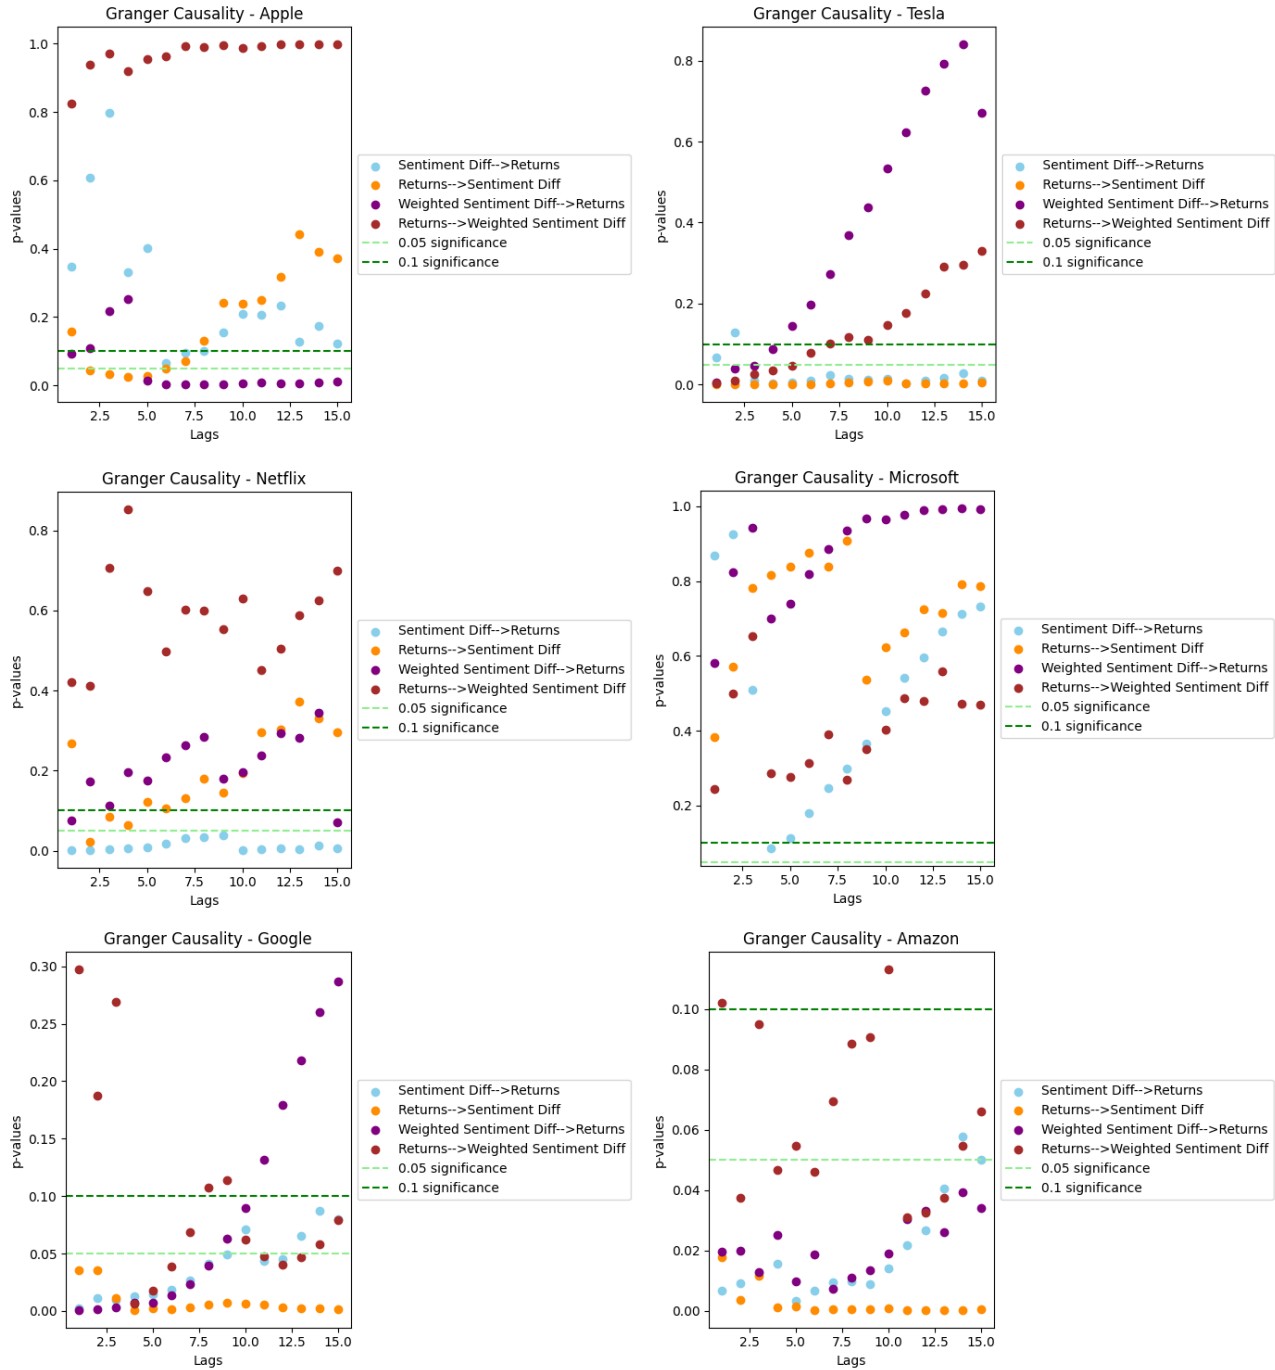 Granger Causality - Apple
p-values
1.0
0.8
0.6
0.4
0.2
0.0
2.5 5.0 7.5 10.0 12.5 15.0
Lags
Sentiment Diff-->Returns
Returns-->Sentiment Diff
Weighted Sentiment Diff-->Returns
Returns-->Weighted Sentiment Diff
0.05 significance
0.1 significance
Granger Causality - Tesla
p-values
0.8
0.6
0.4
0.2
0.0
2.5 5.0 7.5 10.0 12.5 15.0
Lags
Sentiment Diff-->Returns
Returns-->Sentiment Diff
Weighted Sentiment Diff-->Returns
Returns-->Weighted Sentiment Diff
0.05 significance
0.1 significance
Granger Causality - Netflix
p-values
0.8
0.6
0.4
0.2
0.0
2.5 5.0 7.5 10.0 12.5 15.0
Lags
Sentiment Diff-->Returns
Returns-->Sentiment Diff
Weighted Sentiment Diff-->Returns
Returns-->Weighted Sentiment Diff
0.05 significance
0.1 significance
Granger Causality - Microsoft
p-values
1.0
0.8
0.6
0.4
0.2
2.5 5.0 7.5 10.0 12.5 15.0
Lags
Sentiment Diff-->Returns
Returns-->Sentiment Diff
Weighted Sentiment Diff-->Returns
Returns-->Weighted Sentiment Diff
0.05 significance
0.1 significance
Granger Causality - Google
p-values
0.30
0.25
0.20
0.15
0.10
0.05
0.00
2.5 5.0 7.5 10.0 12.5 15.0
Lags
Sentiment Diff-->Returns
Returns-->Sentiment Diff
Weighted Sentiment Diff-->Returns
Returns-->Weighted Sentiment Diff
0.05 significance
0.1 significance
Granger Causality - Amazon
p-values
0.10
0.08
0.06
0.04
0.02
0.00
2.5 5.0 7.5 10.0 12.5 15.0
Lags
Sentiment Diff-->Returns
Returns-->Sentiment Diff
Weighted Sentiment Diff-->Returns
Returns-->Weighted Sentiment Diff
0.05 significance
0.1 significance